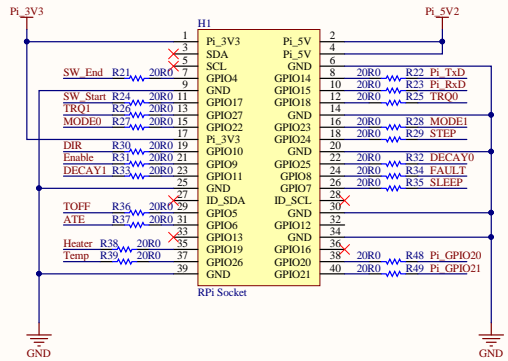 Pi_3V3 Pi_5V2
H1
1 Pi_3V3 Pi_5V 2
3 SDA Pi_5V 4
5 SCL GND 6
SW_End R21 20R0 7 GPIO4 GPIO14 8 20R0 R22 Pi_TxD
9 GND GPIO15 10 20R0 R23 Pi_RxD
SW_Start R24 20R0 11 GPIO17 GPIO18 12 20R0 R25 TRQ0
TRQ1 R26 20R0 13 GPIO27 GND 14
MODE0 R27 20R0 15 GPIO22 GPIO23 16 20R0 R28 MODE1
17 Pi_3V3 GPIO24 18 20R0 R29 STEP
DIR R30 20R0 19 GPIO10 GND 20
Enable R31 20R0 21 GPIO9 GPIO25 22 20R0 R32 DECAY0
DECAY1 R33 20R0 23 GPIO11 GPIO8 24 20R0 R34 FAULT
25 GND GPIO7 26 20R0 R35 SLEEP
27 ID_SDA ID_SCL 28
TOFF R36 20R0 29 GPIO5 GND 30
ATE R37 20R0 31 GPIO6 GPIO12 32
33 GPIO13 GND 34
Heater R38 20R0 35 GPIO19 GPIO16 36
Temp R39 20R0 37 GPIO26 GPIO20 38 20R0 R48 Pi_GPIO20
39 GND GPIO21 40 20R0 R49 Pi_GPIO21
RPi Socket
GND GND